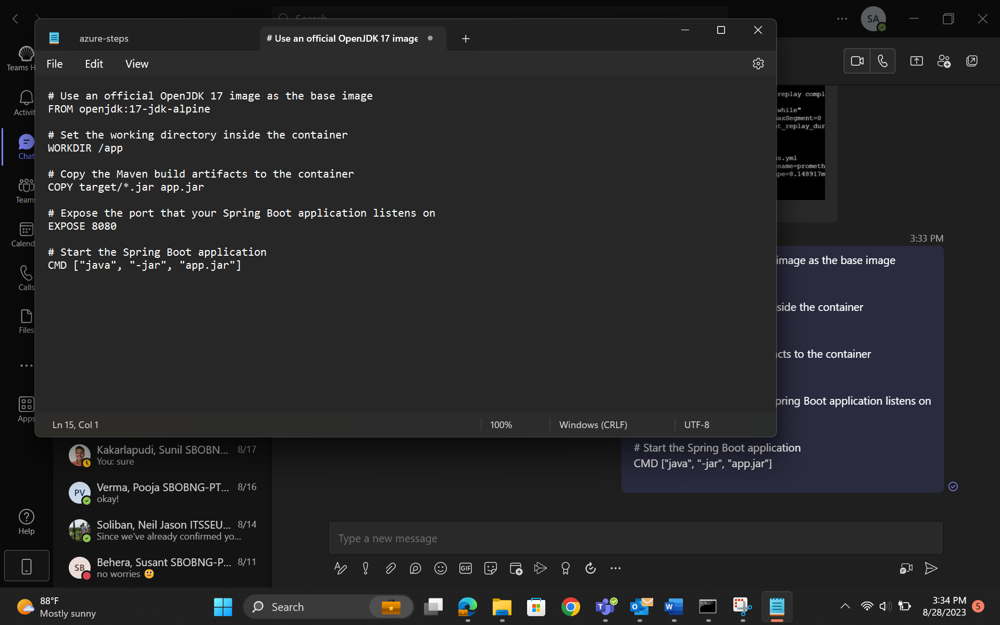 Search
SA
azure-steps
# Use an official OpenJDK 17 image
File
Edit
View
# Use an official OpenJDK 17 image as the base image
FROM openjdk:17-jdk-alpine
# Set the working directory inside the container
WORKDIR /app
# Copy the Maven build artifacts to the container
COPY target/*.jar app.jar
# Expose the port that your Spring Boot application listens on
EXPOSE 8080
# Start the Spring Boot application
CMD ["java", "-jar", "app.jar"]
Ln 15, Col 1
100%
Windows (CRLF)
UTF-8
Teams H
Activit
Chat
Teams
Calend
Calls
Files
Apps
Help
replay compl
while"
maxSegment=0
t_replay_dur
s.yml
name=prometh
pe=8.148917m
3:33 PM
image as the base image
side the container
cts to the container
pring Boot application listens on
# Start the Spring Boot application
CMD ["java", "-jar", "app.jar"]
Kakarlapudi, Sunil SBOBN... 8/17
You: sure
PV
Verma, Pooja SBOBNG-PT... 8/16
okay!
Soliban, Neil Jason ITSSEU... 8/14
Since we've already confirmed yo...
SB
Behera, Susant SBOBNG-P... 8/11
no worries
Type a new message
GIF
88°F
Mostly sunny
Search
3:34 PM
8/28/2023
5